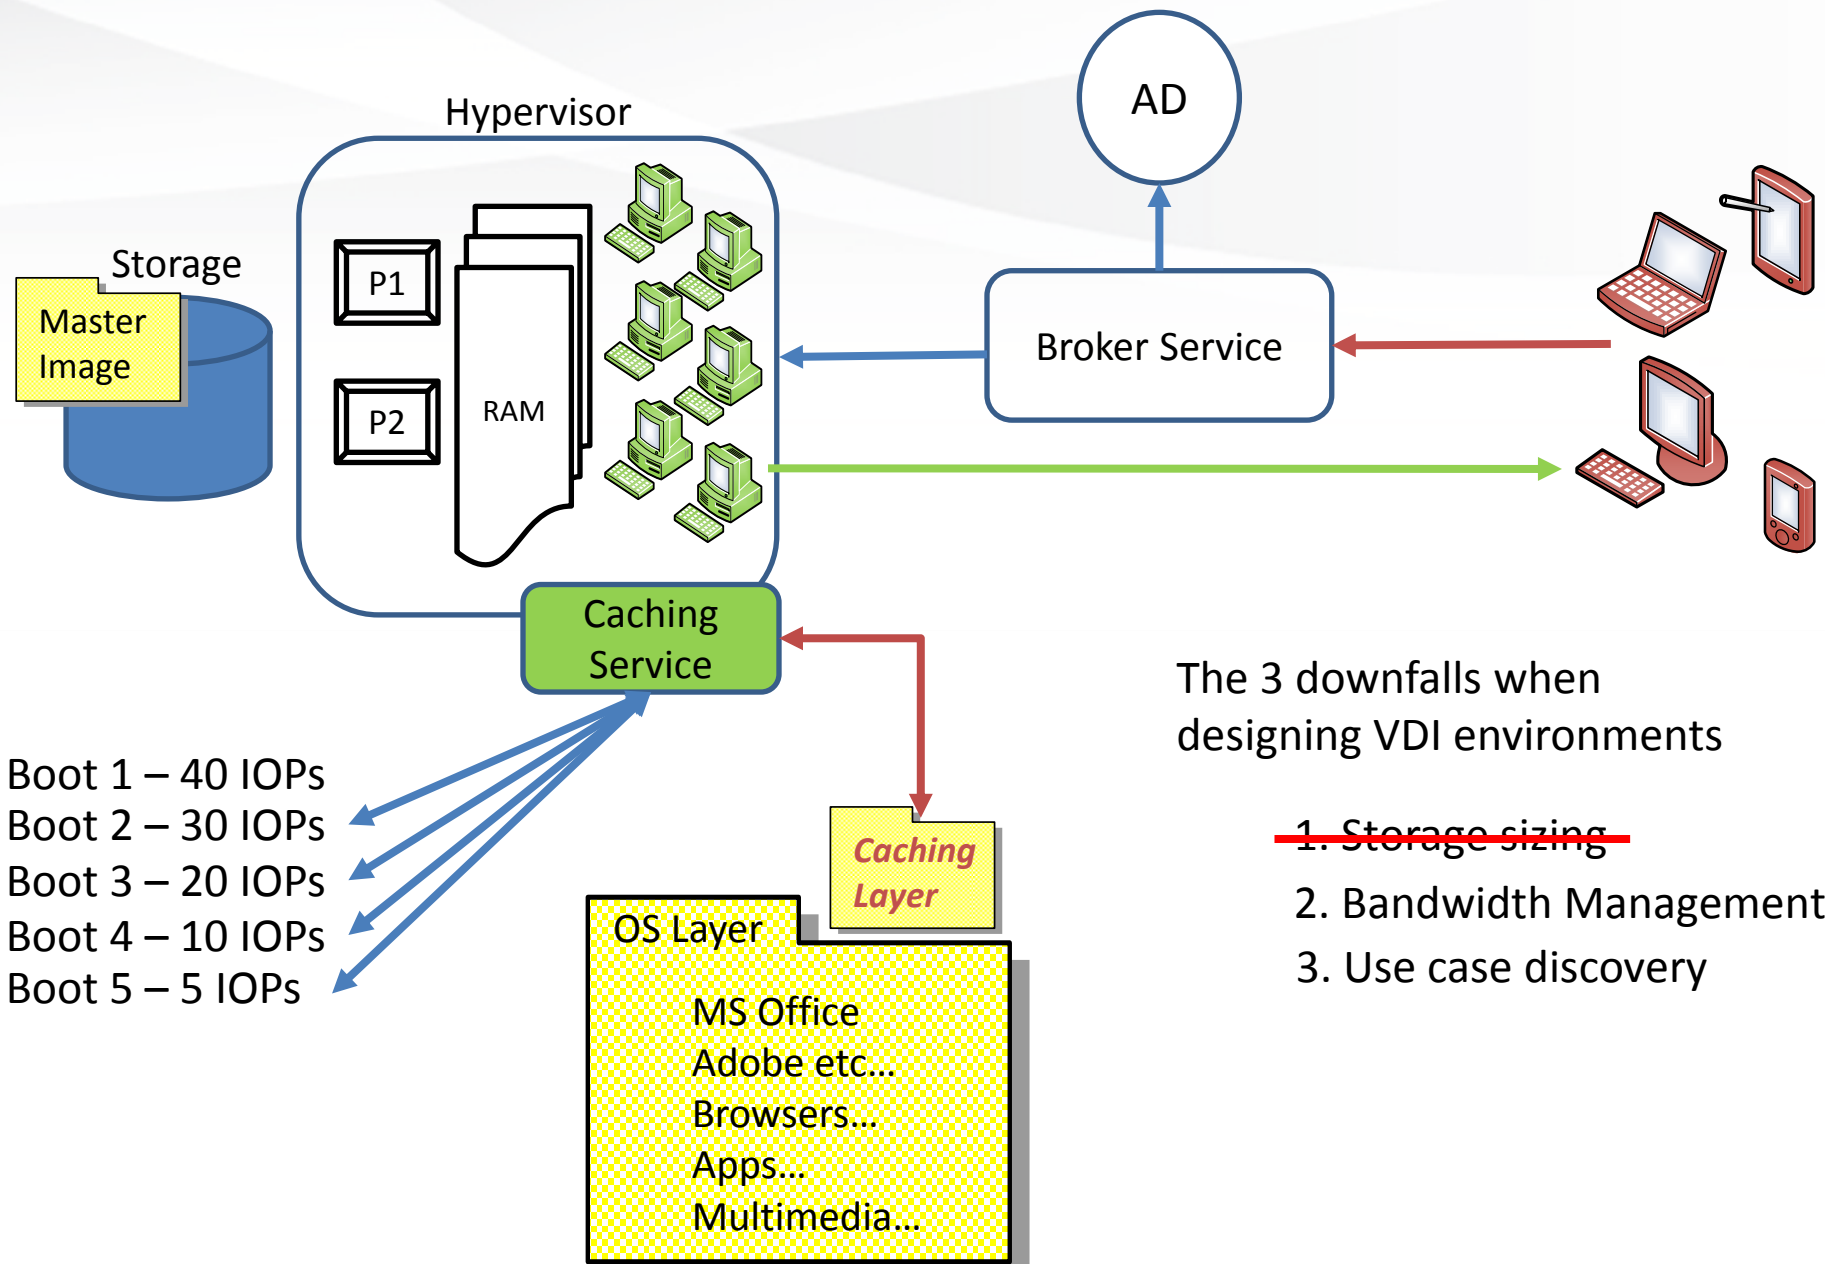 Hypervisor
AD
Storage
Master
Image
P1
P2
RAM
Broker Service
Caching
Service
The 3 downfalls when
designing VDI environments
1. Storage sizing
2. Bandwidth Management
3. Use case discovery
Boot 1 – 40 IOPs
Boot 2 – 30 IOPs
Boot 3 – 20 IOPs
Boot 4 – 10 IOPs
Boot 5 – 5 IOPs
Caching
Layer
OS Layer
MS Office
Adobe etc...
Browsers...
Apps...
Multimedia...